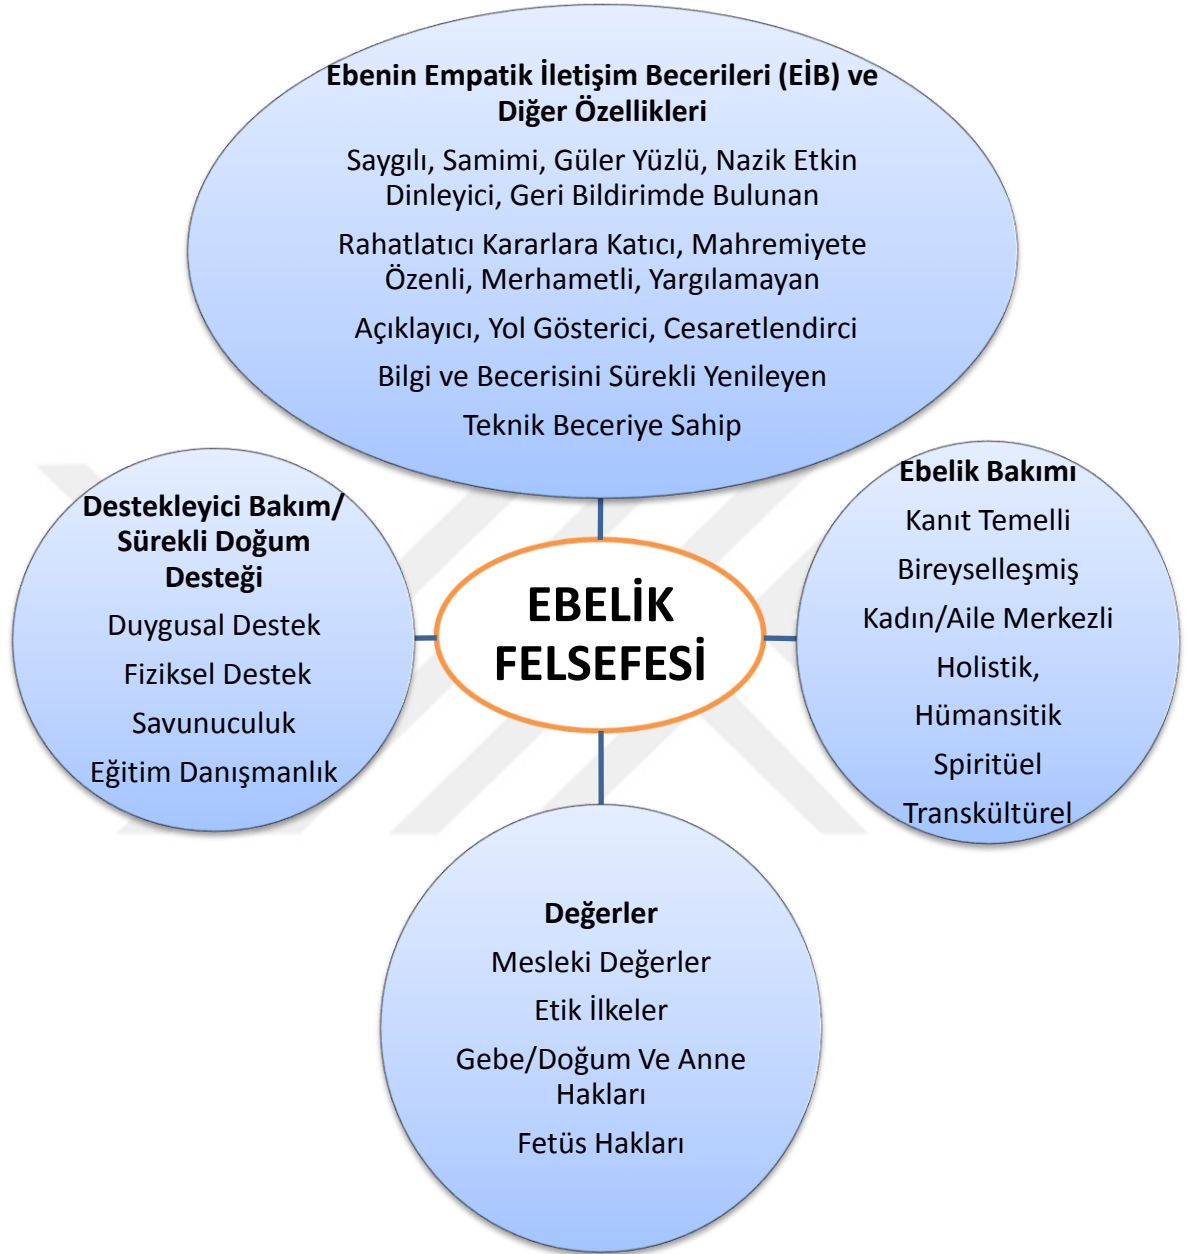 Ebenin Empatik İletişim Becerileri (EİB) ve
Diğer Özellikleri
Saygılı, Samimi, Güler Yüzlü, Nazik Etkin
Dinleyici, Geri Bildirimde Bulunan
Rahatlatıcı Kararlara Katıcı, Mahremiyete
Özenli, Merhametli, Yargılamayan
Açıklayıcı, Yol Gösterici, Cesaretlendirci
Bilgi ve Becerisini Sürekli Yenileyen
Teknik Beceriye Sahip
Destekleyici Bakım/
Sürekli Doğum
Desteği
Duygusal Destek
Fiziksel Destek
Savunuculuk
Eğitim Danışmanlık
EBELİK
FELSEFESİ
Ebelik Bakımı
Kanıt Temelli
Bireyselleşmiş
Kadın/Aile Merkezli
Holistik,
Hümansitik
Spiritüel
Transkültürel
Değerler
Mesleki Değerler
Etik İlkeler
Gebe/Doğum Ve Anne
Hakları
Fetüs Hakları